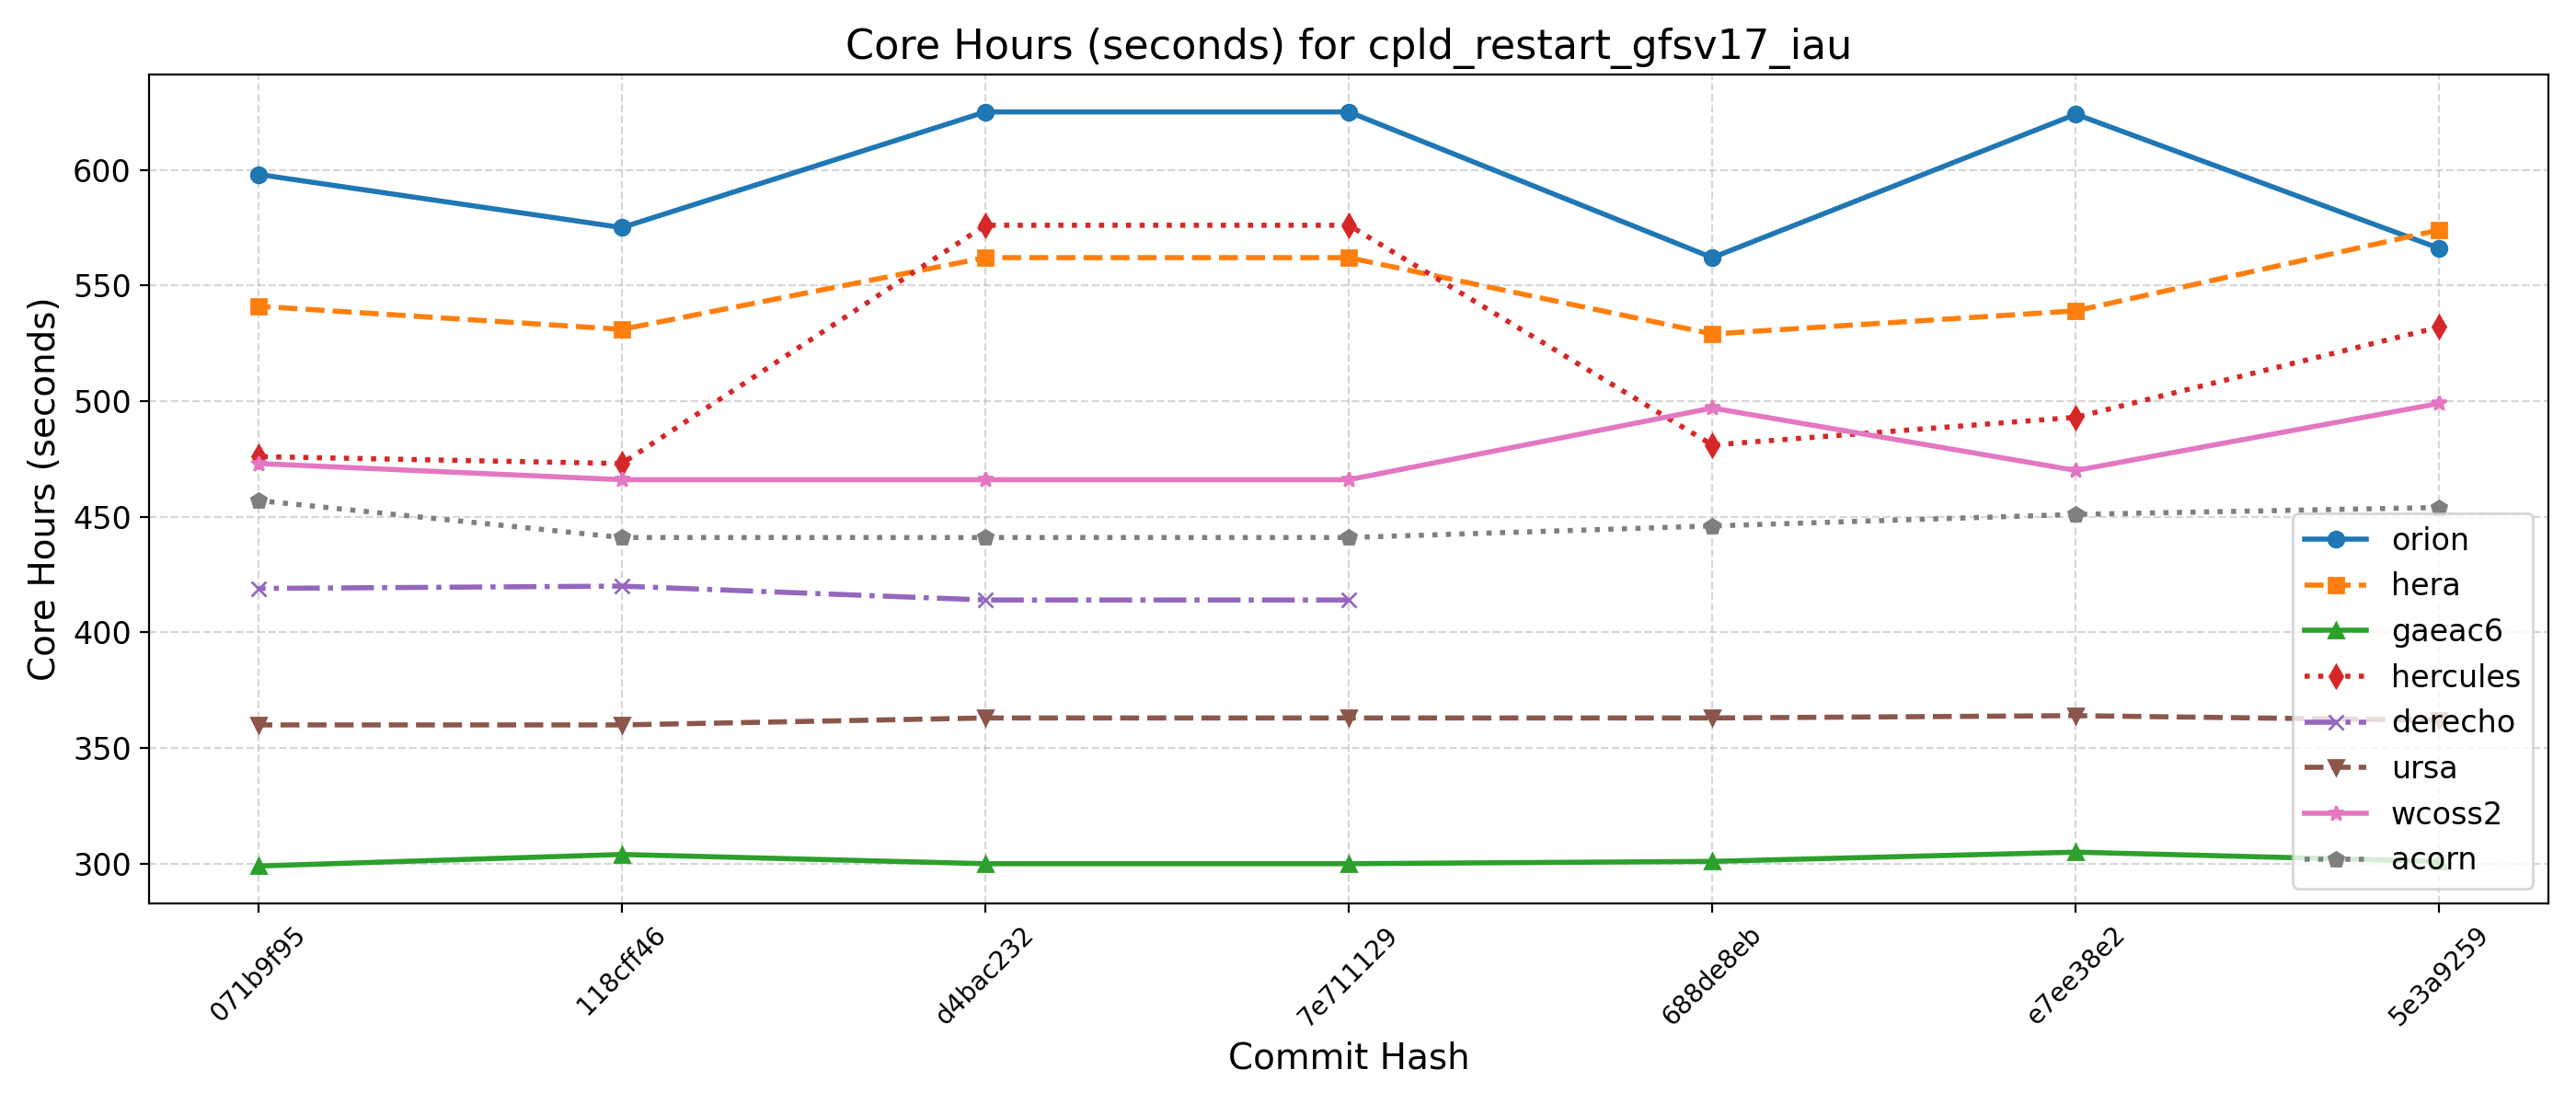 Core Hours (seconds) for cpld_restart_gfsv17_iau
Core Hours (seconds)
600
550
500
450
400
350
300
orion
hera
gaeac6
hercules
derecho
ursa
wcoss2
acorn
071b9f95
118cff46
d4bac232
7e711129
688de8eb
e7ee38e2
5e3a9259
Commit Hash